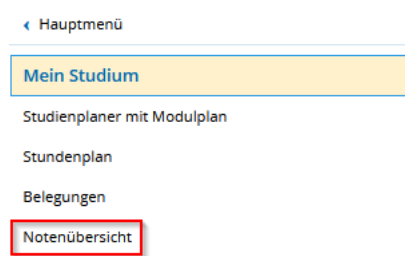 Hauptmenü
Mein Studium
Studienplaner mit Modulplan
Stundenplan
Belegungen
Notenübersicht